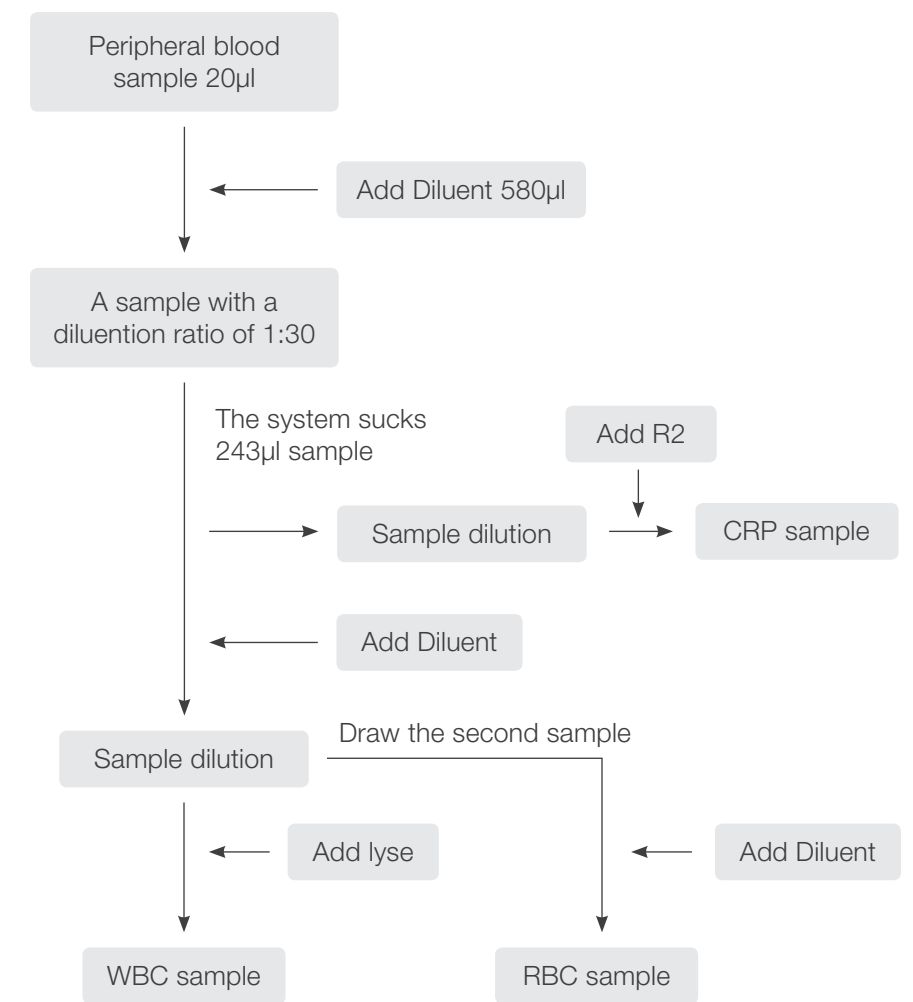 Peripheral blood
sample 20µl
Add Diluent 580µl
A sample with a
diluention ratio of 1:30
The system sucks
243µl sample
Add R2
Sample dilution
CRP sample
Add Diluent
Sample dilution
Draw the second sample
Add lyse
Add Diluent
WBC sample
RBC sample